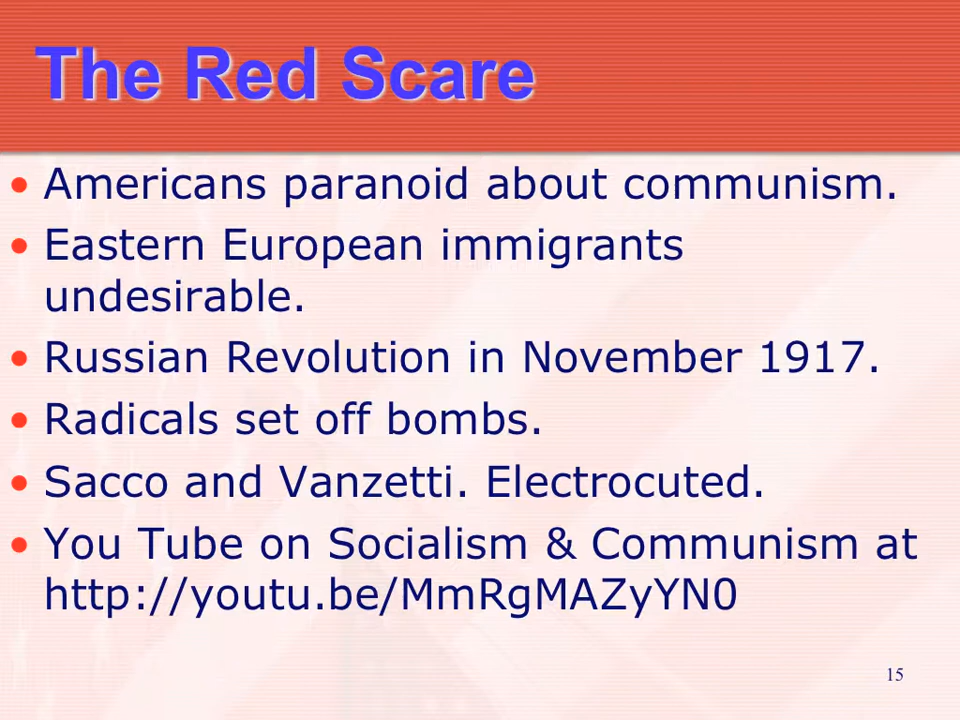 The Red Scare
• Americans paranoid about communism.
• Eastern European immigrants
undesirable.
• Russian Revolution in November 1917.
• Radicals set off bombs.
• Sacco and Vanzetti. Electrocuted.
• You Tube on Socialism & Communism at
http://youtu.be/MmRgMAZyYN0
15